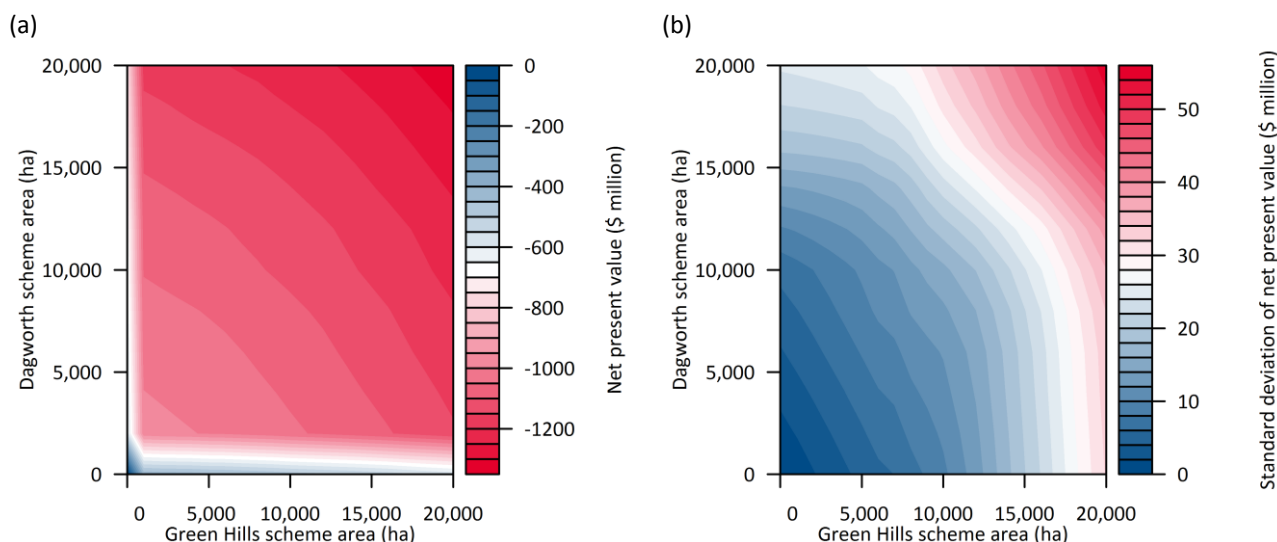 (a)
20,000
15,000
10,000
5,000
0
Dagworth scheme area (ha)
0 5,000 10,000 15,000 20,000
Green Hills scheme area (ha)
0
-200
-400
-600
-800
-1000
-1200
Net present value ($ million)
(b)
20,000
15,000
10,000
5,000
0
Dagworth scheme area (ha)
0 5,000 10,000 15,000 20,000
Green Hills scheme area (ha)
50
40
30
20
10
0
Standard deviation of net present value ($ million)